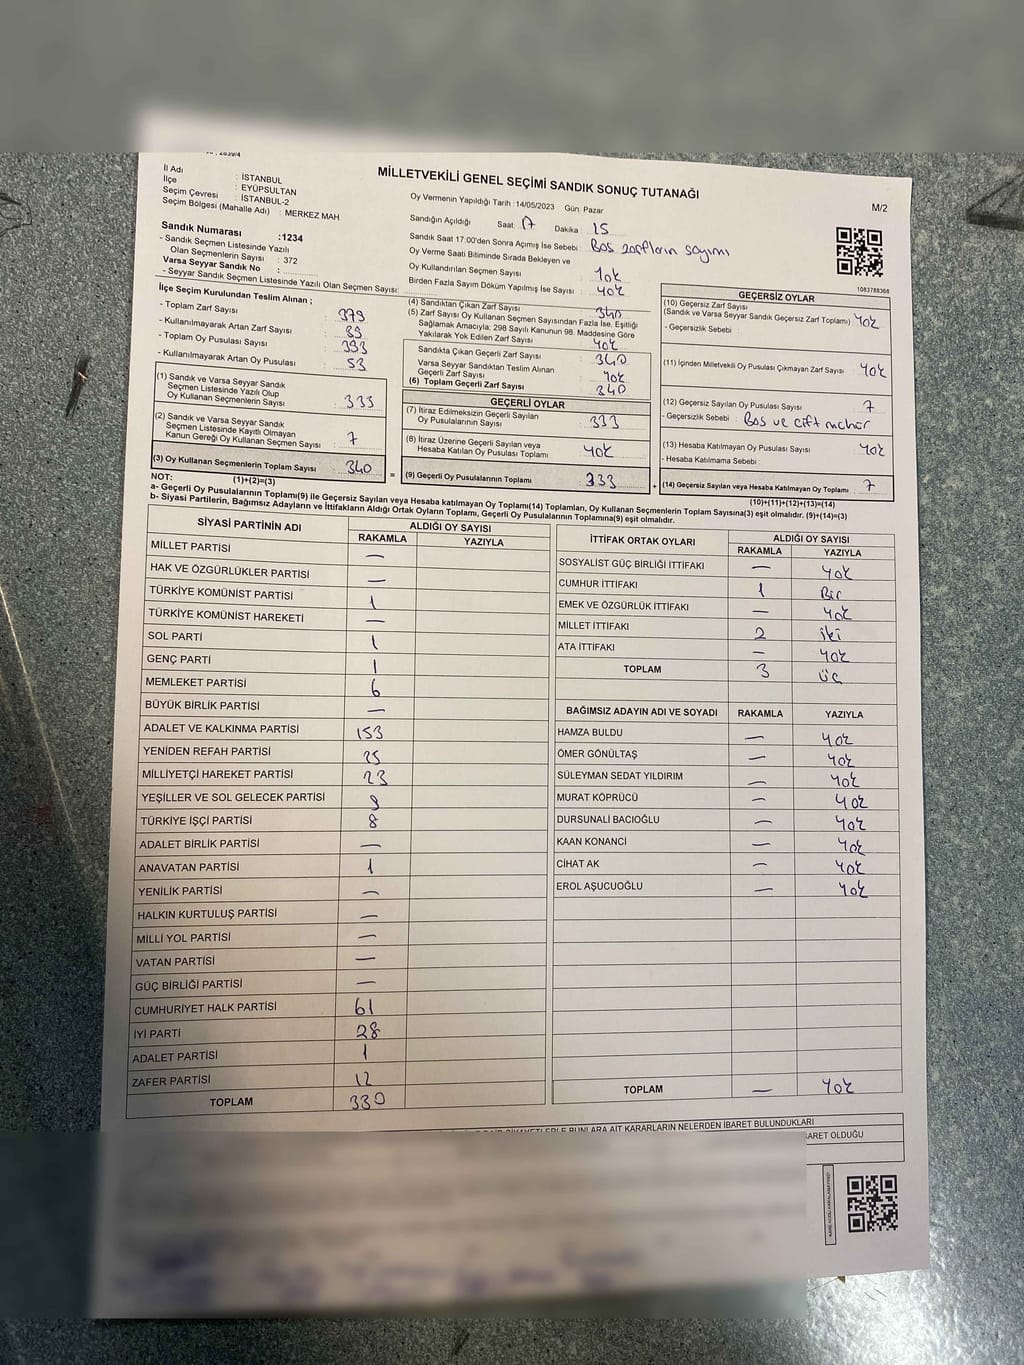 MİLLETVEKİLİ GENEL SEÇİMİ SANDIK SONUÇ TUTANAĞI
M/2
İl Adı : İSTANBUL
İlçe : EYÜPSULTAN
Seçim Çevresi : İSTANBUL-2
Seçim Bölgesi (Mahalle Adı) : MERKEZ MAH
Oy Vermenin Yapıldığı Tarih :14/05/2023 Gün: Pazar
Sandığın Açıldığı Saat: 17 Dakika : 15
Sandık Saat 17.00'den Sonra Açılmış İse Sebebi : Bos zarfların sayımı
Oy Verme Saati Bitiminde Sırada Bekleyen ve
Oy Kullandırılan Seçmen Sayısı : Yok
Birden Fazla Sayım Döküm Yapılmış İse Sayısı : Yok
Sandık Numarası :1234
- Sandık Seçmen Listesinde Yazılı
Olan Seçmenlerin Sayısı : 372
Varsa Seyyar Sandık No :
- Seyyar Sandık Seçmen Listesinde Yazılı Olan Seçmen Sayısı:
1083788366
İlçe Seçim Kurulundan Teslim Alınan ;
- Toplam Zarf Sayısı : 379
- Kullanılmayarak Artan Zarf Sayısı : 39
- Toplam Oy Pusulası Sayısı : 393
- Kullanılmayarak Artan Oy Pusulası : 53
(1) Sandık ve Varsa Seyyar Sandık
Seçmen Listesinde Yazılı Olup
Oy Kullanan Seçmenlerin Sayısı : 333
(2) Sandık ve Varsa Seyyar Sandık
Seçmen Listesinde Kayıtlı Olmayan
Kanun Gereği Oy Kullanan Seçmen Sayısı : 7
(3) Oy Kullanan Seçmenlerin Toplam Sayısı : 340
(1)+(2)=(3)
(4) Sandıktan Çıkan Zarf Sayısı : 340
(5) Zarf Sayısı Oy Kullanan Seçmen Sayısından Fazla İse, Eşitliği
Sağlamak Amacıyla; 298 Sayılı Kanunun 98. Maddesine Göre
Yakılarak Yok Edilen Zarf Sayısı : Yok
Sandıkta Çıkan Geçerli Zarf Sayısı : 340
Varsa Seyyar Sandıktan Teslim Alınan
Geçerli Zarf Sayısı : Yok
(6) Toplam Geçerli Zarf Sayısı : 340
GEÇERLİ OYLAR
(7) İtiraz Edilmeksizin Geçerli Sayılan
Oy Pusulalarının Sayısı : 333
(8) İtiraz Üzerine Geçerli Sayılan veya
Hesaba Katılan Oy Pusulası Toplamı : Yok
= (9) Geçerli Oy Pusulalarının Toplamı : 333
GEÇERSİZ OYLAR
(10) Geçersiz Zarf Sayısı
(Sandık ve Varsa Seyyar Sandık Geçersiz Zarf Toplamı) : Yok
- Geçersizlik Sebebi :
(11) İçinden Milletvekili Oy Pusulası Çıkmayan Zarf Sayısı : Yok
(12) Geçersiz Sayılan Oy Pusulası Sayısı : 7
- Geçersizlik Sebebi : Bos ve cift mühür
(13) Hesaba Katılmayan Oy Pusulası Sayısı : Yok
- Hesaba Katılmama Sebebi :
+ (14) Geçersiz Sayılan veya Hesaba Katılmayan Oy Toplamı : 7
(10)+(11)+(12)+(13)=(14)
NOT:
a- Geçerli Oy Pusulalarının Toplamı(9) ile Geçersiz Sayılan veya Hesaba katılmayan Oy Toplamı(14) Toplamları, Oy Kullanan Seçmenlerin Toplam Sayısına(3) eşit olmalıdır. (9)+(14)=(3)
b- Siyasi Partilerin, Bağımsız Adayların ve İttifakların Aldığı Ortak Oyların Toplamı, Geçerli Oy Pusulalarının Toplamına(9) eşit olmalıdır.
SİYASİ PARTİNİN ADI ALDIĞI OY SAYISI
RAKAMLA YAZIYLA
MİLLET PARTİSİ —
HAK VE ÖZGÜRLÜKLER PARTİSİ —
TÜRKİYE KOMÜNİST PARTİSİ 1
TÜRKİYE KOMÜNİST HAREKETİ —
SOL PARTİ 1
GENÇ PARTİ 1
MEMLEKET PARTİSİ 6
BÜYÜK BİRLİK PARTİSİ —
ADALET VE KALKINMA PARTİSİ 153
YENİDEN REFAH PARTİSİ 25
MİLLİYETÇİ HAREKET PARTİSİ 23
YEŞİLLER VE SOL GELECEK PARTİSİ 9
TÜRKİYE İŞÇİ PARTİSİ 8
ADALET BİRLİK PARTİSİ —
ANAVATAN PARTİSİ 1
YENİLİK PARTİSİ —
HALKIN KURTULUŞ PARTİSİ —
MİLLİ YOL PARTİSİ —
VATAN PARTİSİ —
GÜÇ BİRLİĞİ PARTİSİ —
CUMHURİYET HALK PARTİSİ 61
İYİ PARTİ 28
ADALET PARTİSİ 1
ZAFER PARTİSİ 12
TOPLAM 330
İTTİFAK ORTAK OYLARI ALDIĞI OY SAYISI
RAKAMLA YAZIYLA
SOSYALİST GÜÇ BİRLİĞİ İTTİFAKI — Yok
CUMHUR İTTİFAKI 1 Bir
EMEK VE ÖZGÜRLÜK İTTİFAKI — Yok
MİLLET İTTİFAKI 2 iki
ATA İTTİFAKI — Yok
TOPLAM 3 üç
BAĞIMSIZ ADAYIN ADI VE SOYADI RAKAMLA YAZIYLA
HAMZA BULDU — Yok
ÖMER GÖNÜLTAŞ — Yok
SÜLEYMAN SEDAT YILDIRIM — Yok
MURAT KÖPRÜCÜ — Yok
DURSUNALİ BACIOĞLU — Yok
KAAN KONANCİ — Yok
CİHAT AK — Yok
EROL AŞUCUOĞLU — Yok
TOPLAM — Yok
BUNLARA AİT KARARLARIN NELERDEN İBARET BULUNDUKLARI
OLDUĞU